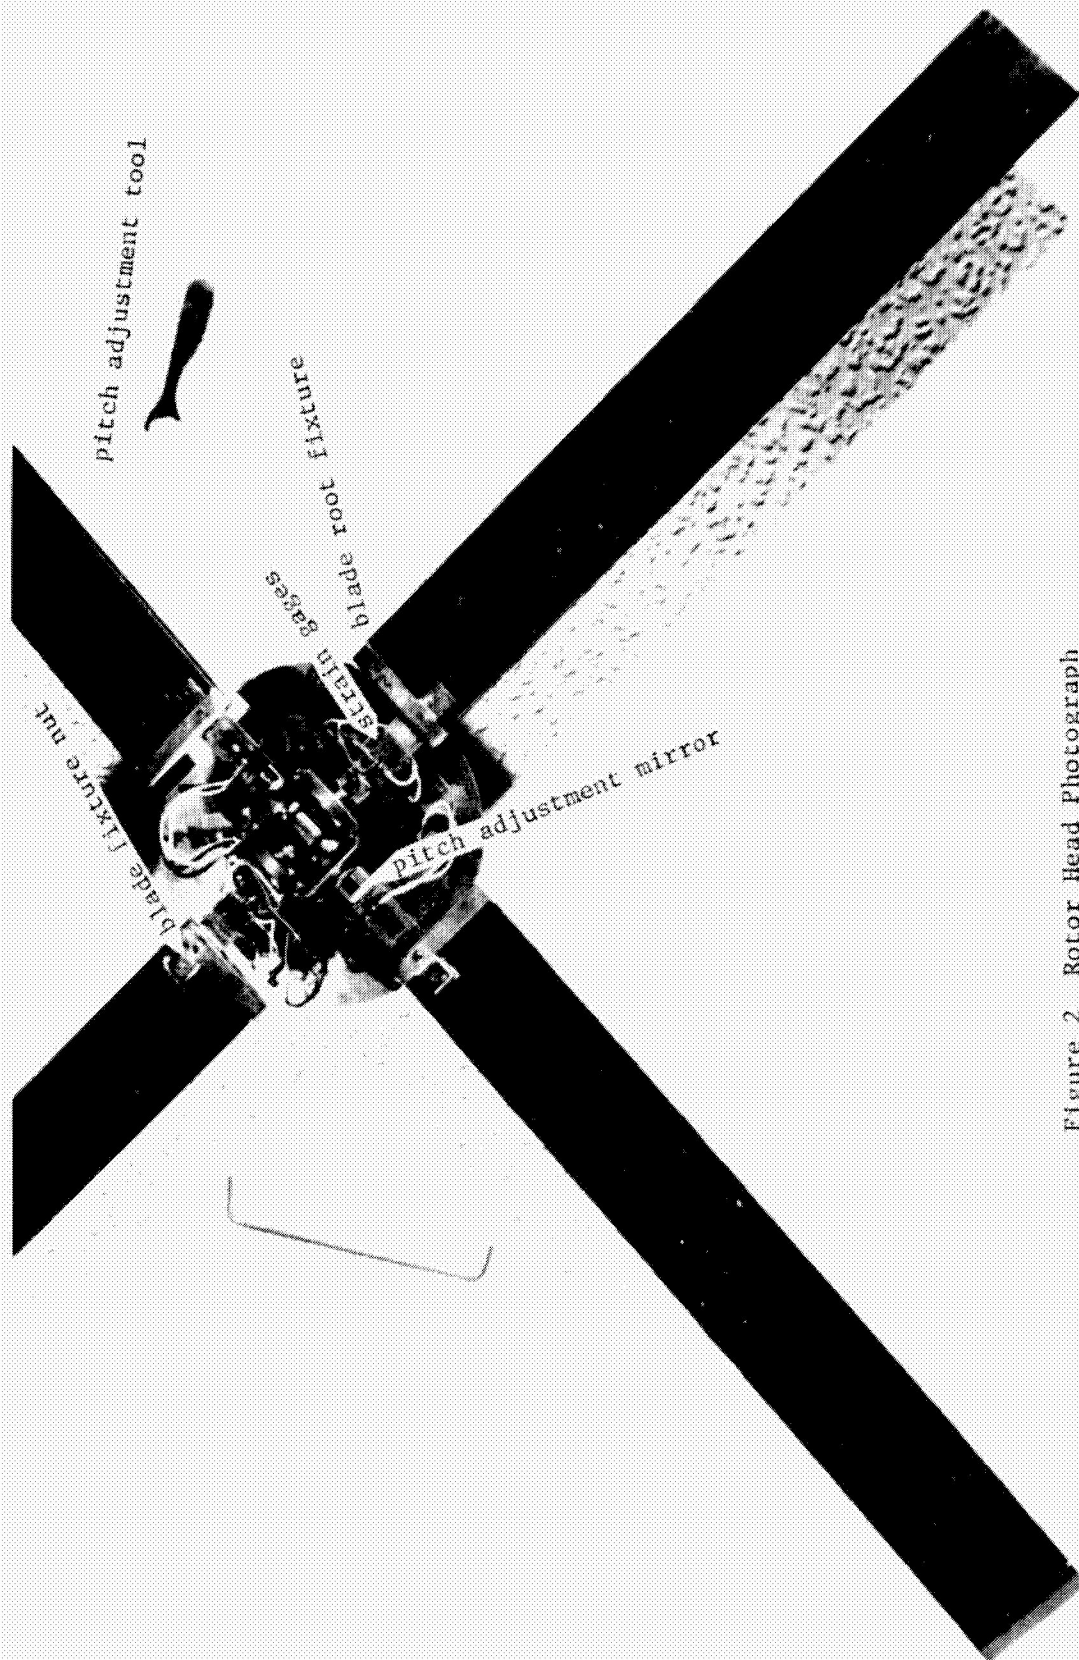 pitch adjustment tool
blade root fixture
strain gages
blade fixture nut
pitch adjustment mirror
Figure 2 Rotor Head Photograph